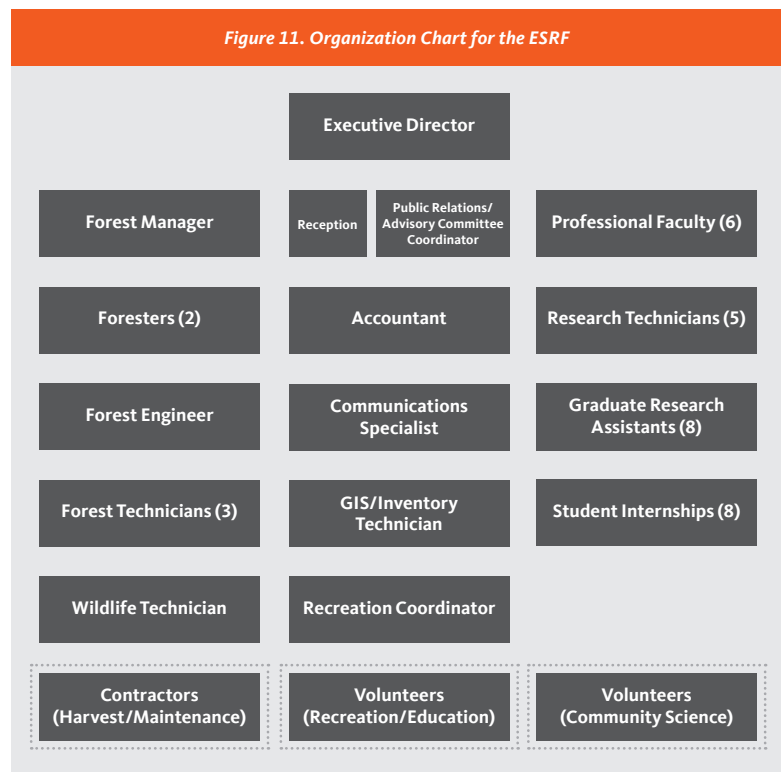 Figure 11. Organization Chart for the ESRF
Executive Director
Forest Manager
Reception
Public Relations/
Advisory Committee
Coordinator
Professional Faculty (6)
Foresters (2)
Accountant
Research Technicians (5)
Forest Engineer
Communications
Specialist
Graduate Research
Assistants (8)
Forest Technicians (3)
GIS/Inventory
Technician
Student Internships (8)
Wildlife Technician
Recreation Coordinator
Contractors
(Harvest/Maintenance)
Volunteers
(Recreation/Education)
Volunteers
(Community Science)